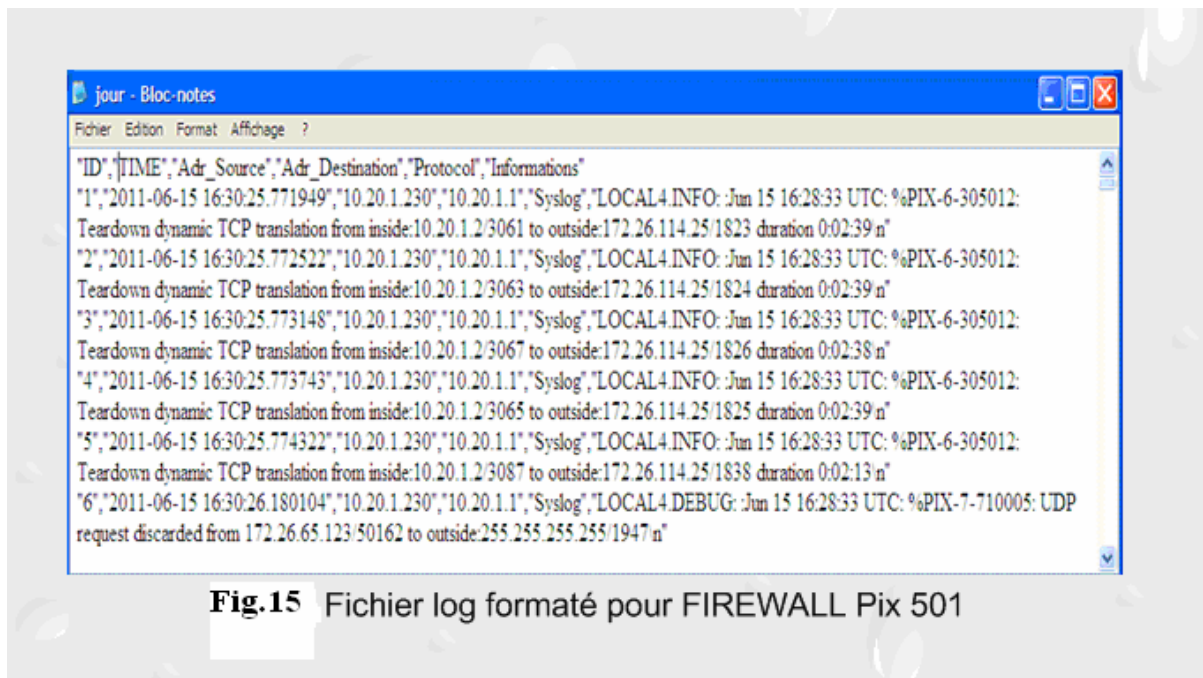 jour - Bloc-notes
Fichier Edition Format Affichage ?
"ID","TIME","Adr_Source","Adr_Destination","Protocol","Informations"
"1","2011-06-15 16:30:25.771949","10.20.1.230","10.20.1.1","Syslog","LOCAL4.INFO: :Jun 15 16:28:33 UTC: %PIX-6-305012:
Teardown dynamic TCP translation from inside:10.20.1.2/3061 to outside:172.26.114.25/1823 duration 0:02:39\n"
"2","2011-06-15 16:30:25.772522","10.20.1.230","10.20.1.1","Syslog","LOCAL4.INFO: :Jun 15 16:28:33 UTC: %PIX-6-305012:
Teardown dynamic TCP translation from inside:10.20.1.2/3063 to outside:172.26.114.25/1824 duration 0:02:39\n"
"3","2011-06-15 16:30:25.773148","10.20.1.230","10.20.1.1","Syslog","LOCAL4.INFO: :Jun 15 16:28:33 UTC: %PIX-6-305012:
Teardown dynamic TCP translation from inside:10.20.1.2/3067 to outside:172.26.114.25/1826 duration 0:02:38\n"
"4","2011-06-15 16:30:25.773743","10.20.1.230","10.20.1.1","Syslog","LOCAL4.INFO: :Jun 15 16:28:33 UTC: %PIX-6-305012:
Teardown dynamic TCP translation from inside:10.20.1.2/3065 to outside:172.26.114.25/1825 duration 0:02:39\n"
"5","2011-06-15 16:30:25.774322","10.20.1.230","10.20.1.1","Syslog","LOCAL4.INFO: :Jun 15 16:28:33 UTC: %PIX-6-305012:
Teardown dynamic TCP translation from inside:10.20.1.2/3087 to outside:172.26.114.25/1838 duration 0:02:13\n"
"6","2011-06-15 16:30:26.180104","10.20.1.230","10.20.1.1","Syslog","LOCAL4.DEBUG: :Jun 15 16:28:33 UTC: %PIX-7-710005: UDP
request discarded from 172.26.65.123/50162 to outside:255.255.255.255/1947\n"
Fig.15 Fichier log formaté pour FIREWALL Pix 501